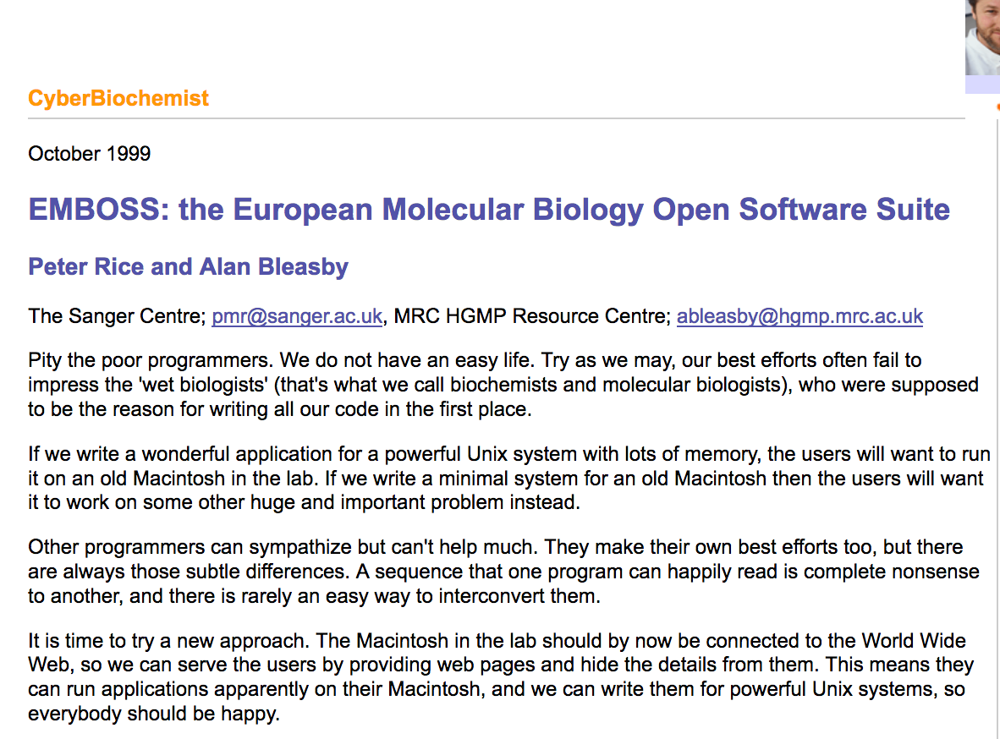 CyberBiochemist
October 1999
EMBOSS: the European Molecular Biology Open Software Suite
Peter Rice and Alan Bleasby
The Sanger Centre; pmr@sanger.ac.uk, MRC HGMP Resource Centre; ableasby@hgmp.mrc.ac.uk
Pity the poor programmers. We do not have an easy life. Try as we may, our best efforts often fail to
impress the 'wet biologists' (that's what we call biochemists and molecular biologists), who were supposed
to be the reason for writing all our code in the first place.
If we write a wonderful application for a powerful Unix system with lots of memory, the users will want to run
it on an old Macintosh in the lab. If we write a minimal system for an old Macintosh then the users will want
it to work on some other huge and important problem instead.
Other programmers can sympathize but can't help much. They make their own best efforts too, but there
are always those subtle differences. A sequence that one program can happily read is complete nonsense
to another, and there is rarely an easy way to interconvert them.
It is time to try a new approach. The Macintosh in the lab should by now be connected to the World Wide
Web, so we can serve the users by providing web pages and hide the details from them. This means they
can run applications apparently on their Macintosh, and we can write them for powerful Unix systems, so
everybody should be happy.